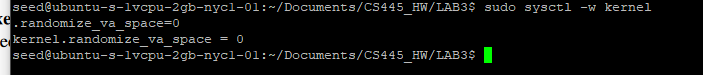 seed@ubuntu-s-1vcpu-2gb-nyc1-01:~/Documents/CS445_HW/LAB3$ sudo sysctl -w kernel
.randomize_va_space=0
kernel.randomize_va_space = 0
seed@ubuntu-s-1vcpu-2gb-nyc1-01:~/Documents/CS445_HW/LAB3$